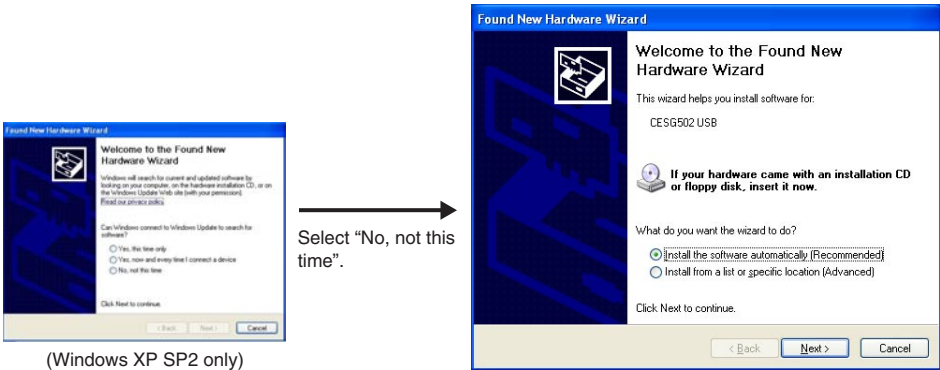 Found New Hardware Wizard
Welcome to the Found New
Hardware Wizard
Windows will search for current and updated software by
looking on your computer, on the hardware installation CD, or on
the Windows Update Web site (with your permission).
Read our privacy policy
Can Windows connect to Windows Update to search for
software?
Yes, this time only
Yes, now and every time I connect a device
No, not this time
Click Next to continue.
< Back
Next >
Cancel
(Windows XP SP2 only)
Select “No, not this
time”.
Found New Hardware Wizard
Welcome to the Found New
Hardware Wizard
This wizard helps you install software for:
CESG502 USB
If your hardware came with an installation CD
or floppy disk, insert it now.
What do you want the wizard to do?
Install the software automatically (Recommended)
Install from a list or specific location (Advanced)
Click Next to continue.
< Back
Next >
Cancel